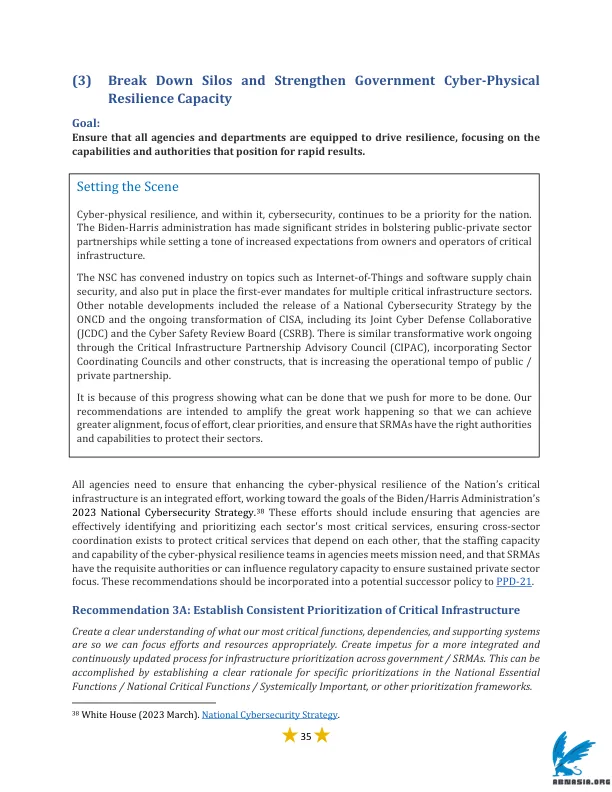 (3) Break Down Silos and Strengthen Government Cyber-Physical
Resilience Capacity
Goal:
Ensure that all agencies and departments are equipped to drive resilience, focusing on the
capabilities and authorities that position for rapid results.
Setting the Scene
Cyber-physical resilience, and within it, cybersecurity, continues to be a priority for the nation.
The Biden-Harris administration has made significant strides in bolstering public-private sector
partnerships while setting a tone of increased expectations from owners and operators of critical
infrastructure.
The NSC has convened industry on topics such as Internet-of-Things and software supply chain
security, and also put in place the first-ever mandates for multiple critical infrastructure sectors.
Other notable developments included the release of a National Cybersecurity Strategy by the
ONCD and the ongoing transformation of CISA, including its Joint Cyber Defense Collaborative
(JCDC) and the Cyber Safety Review Board (CSRB). There is similar transformative work ongoing
through the Critical Infrastructure Partnership Advisory Council (CIPAC), incorporating Sector
Coordinating Councils and other constructs, that is increasing the operational tempo of public /
private partnership.
It is because of this progress showing what can be done that we push for more to be done. Our
recommendations are intended to amplify the great work happening so that we can achieve
greater alignment, focus of effort, clear priorities, and ensure that SRMAs have the right authorities
and capabilities to protect their sectors.
All agencies need to ensure that enhancing the cyber-physical resilience of the Nation's critical
infrastructure is an integrated effort, working toward the goals of the Biden/Harris Administration's
2023 National Cybersecurity Strategy.38 These efforts should include ensuring that agencies are
effectively identifying and prioritizing each sector's most critical services, ensuring cross-sector
coordination exists to protect critical services that depend on each other, that the staffing capacity
and capability of the cyber-physical resilience teams in agencies meets mission need, and that SRMAs
have the requisite authorities or can influence regulatory capacity to ensure sustained private sector
focus. These recommendations should be incorporated into a potential successor policy to PPD-21.
Recommendation 3A: Establish Consistent Prioritization of Critical Infrastructure
Create a clear understanding of what our most critical functions, dependencies, and supporting systems
are so we can focus efforts and resources appropriately. Create impetus for a more integrated and
continuously updated process for infrastructure prioritization across government / SRMAs. This can be
accomplished by establishing a clear rationale for specific prioritizations in the National Essential
Functions / National Critical Functions / Systemically Important, or other prioritization frameworks.
38 White House (2023 March). National Cybersecurity Strategy.
35
ABNASIA.ORG